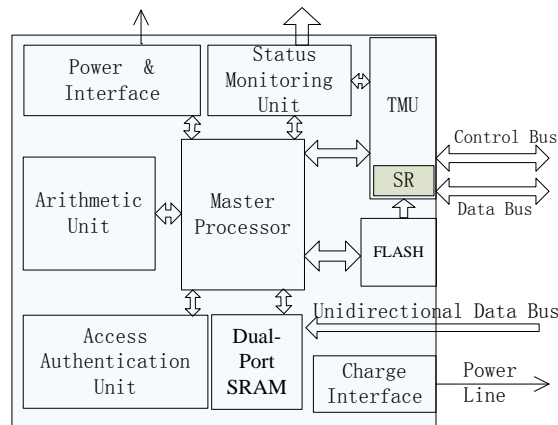 Power &
Interface
Status
Monitoring
Unit
TMU
Control Bus
SR
Data Bus
Arithmetic
Unit
Master
Processor
FLASH
Unidirectional Data Bus
Access
Authentication
Unit
Dual-
Port
SRAM
Charge
Interface
Power
Line